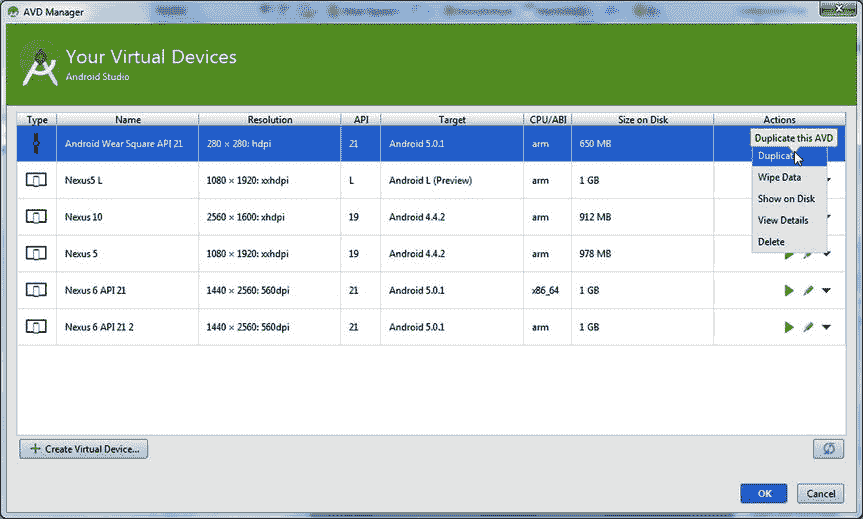 AVD Manager
Your Virtual Devices
Android Studio
Type Name Resolution API Target CPU/ABI Size on Disk Actions
Android Wear Square API 21 280 × 280: hdpi 21 Android 5.0.1 arm 650 MB
Duplicate this AVD
Duplicat
Nexus5 L 1080 × 1920: xxhdpi L Android L (Preview) arm 1 GB
Wipe Data
Show on Disk
Nexus 10 2560 × 1600: xhdpi 19 Android 4.4.2 arm 912 MB
View Details
Delete
Nexus 5 1080 × 1920: xxhdpi 19 Android 4.4.2 arm 978 MB
Nexus 6 API 21 1440 × 2560: 560dpi 21 Android 5.0.1 x86_64 1 GB
Nexus 6 API 21 2 1440 × 2560: 560dpi 21 Android 5.0.1 arm 1 GB
Create Virtual Device...
OK Cancel